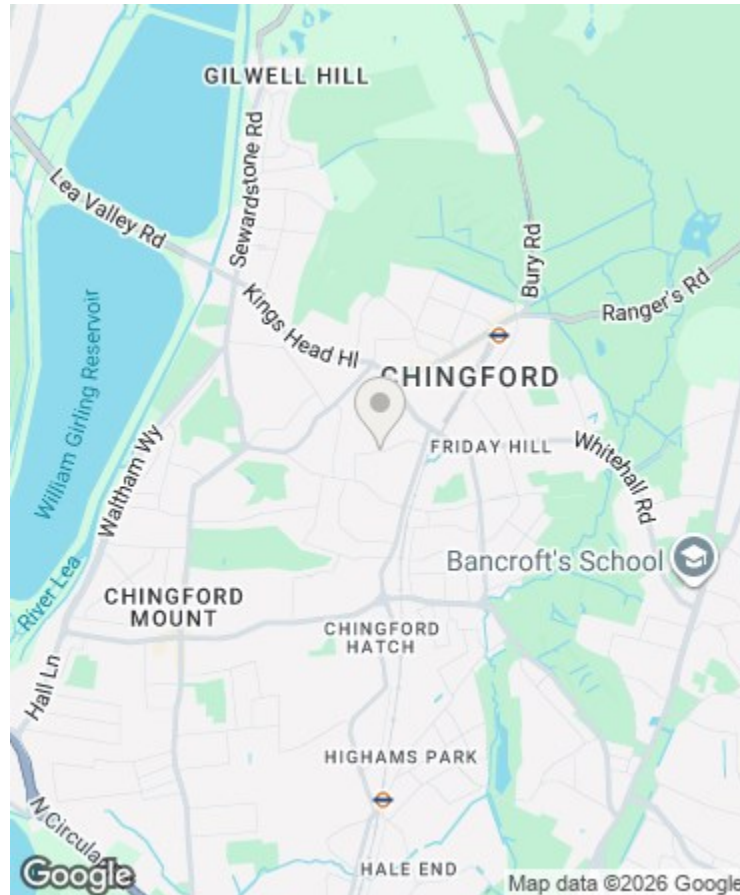 GILWELL HILL
Lea Valley Rd
Sewardstone Rd
Bury Rd
Ranger's Rd
Kings Head Hl
William Girling Reservoir
CHINGFORD
FRIDAY HILL
Whitehall Rd
Waltham Wy
Bancroft's School
River Lea
CHINGFORD
MOUNT
CHINGFORD
HATCH
Hall Ln
HIGHAMS PARK
N Circula
HALE END
Google
Map data ©2026 Google